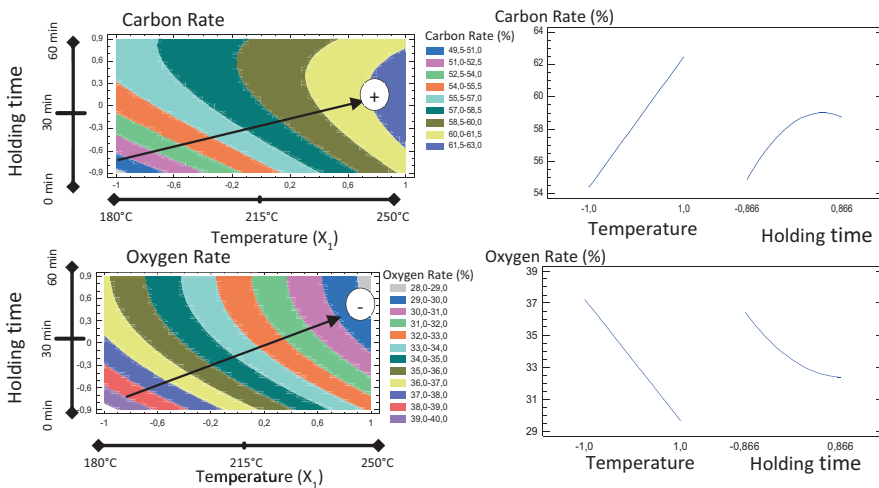 Carbon Rate
Holding time
0 min
30 min
60 min
0,9
0,6
0,3
0
-0,3
-0,6
-0,9
-1
-0,6
-0,2
0,2
0,6
1
+
180°C
215°C
250°C
Temperature (X1)
Carbon Rate (%)
49,5-51,0
51,0-52,5
52,5-54,0
54,0-55,5
55,5-57,0
57,0-58,5
58,5-60,0
60,0-61,5
61,5-63,0
Carbon Rate (%)
64
62
60
58
56
54
-1,0
1,0
-0,866
0,866
Temperature
Holding time
Oxygen Rate
Holding time
0 min
30 min
60 min
0,9
0,6
0,3
0
-0,3
-0,6
-0,9
-1
-0,6
-0,2
0,2
0,6
1
-
180°C
215°C
250°C
Temperature (X1)
Oxygen Rate (%)
28,0-29,0
29,0-30,0
30,0-31,0
31,0-32,0
32,0-33,0
33,0-34,0
34,0-35,0
35,0-36,0
36,0-37,0
37,0-38,0
38,0-39,0
39,0-40,0
Oxygen Rate (%)
39
37
35
33
31
29
-1,0
1,0
-0,866
0,866
Temperature
Holding time